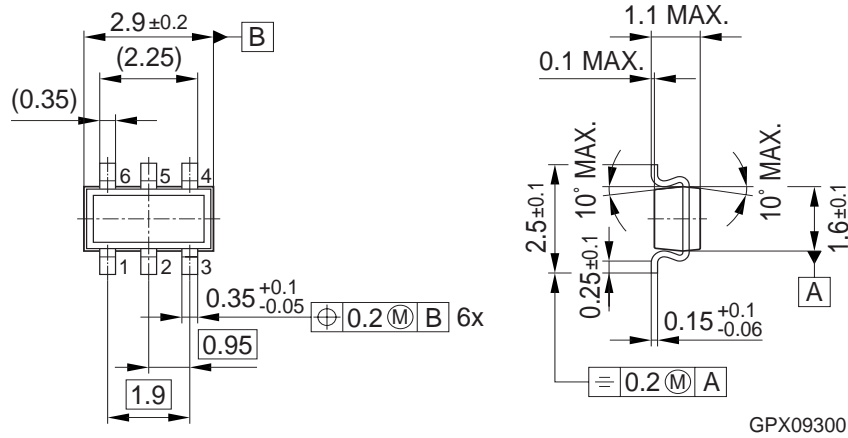 2.9±0.2
B
(2.25)
(0.35)
6 5 4
1 2 3
0.35 +0.1 -0.05
0.2 Ⓜ B 6x
0.95
1.9
1.1 MAX.
0.1 MAX.
10° MAX.
10° MAX.
2.5±0.1
0.25±0.1
1.6±0.1
A
0.15 +0.1 -0.06
⌯ 0.2 Ⓜ A
GPX09300